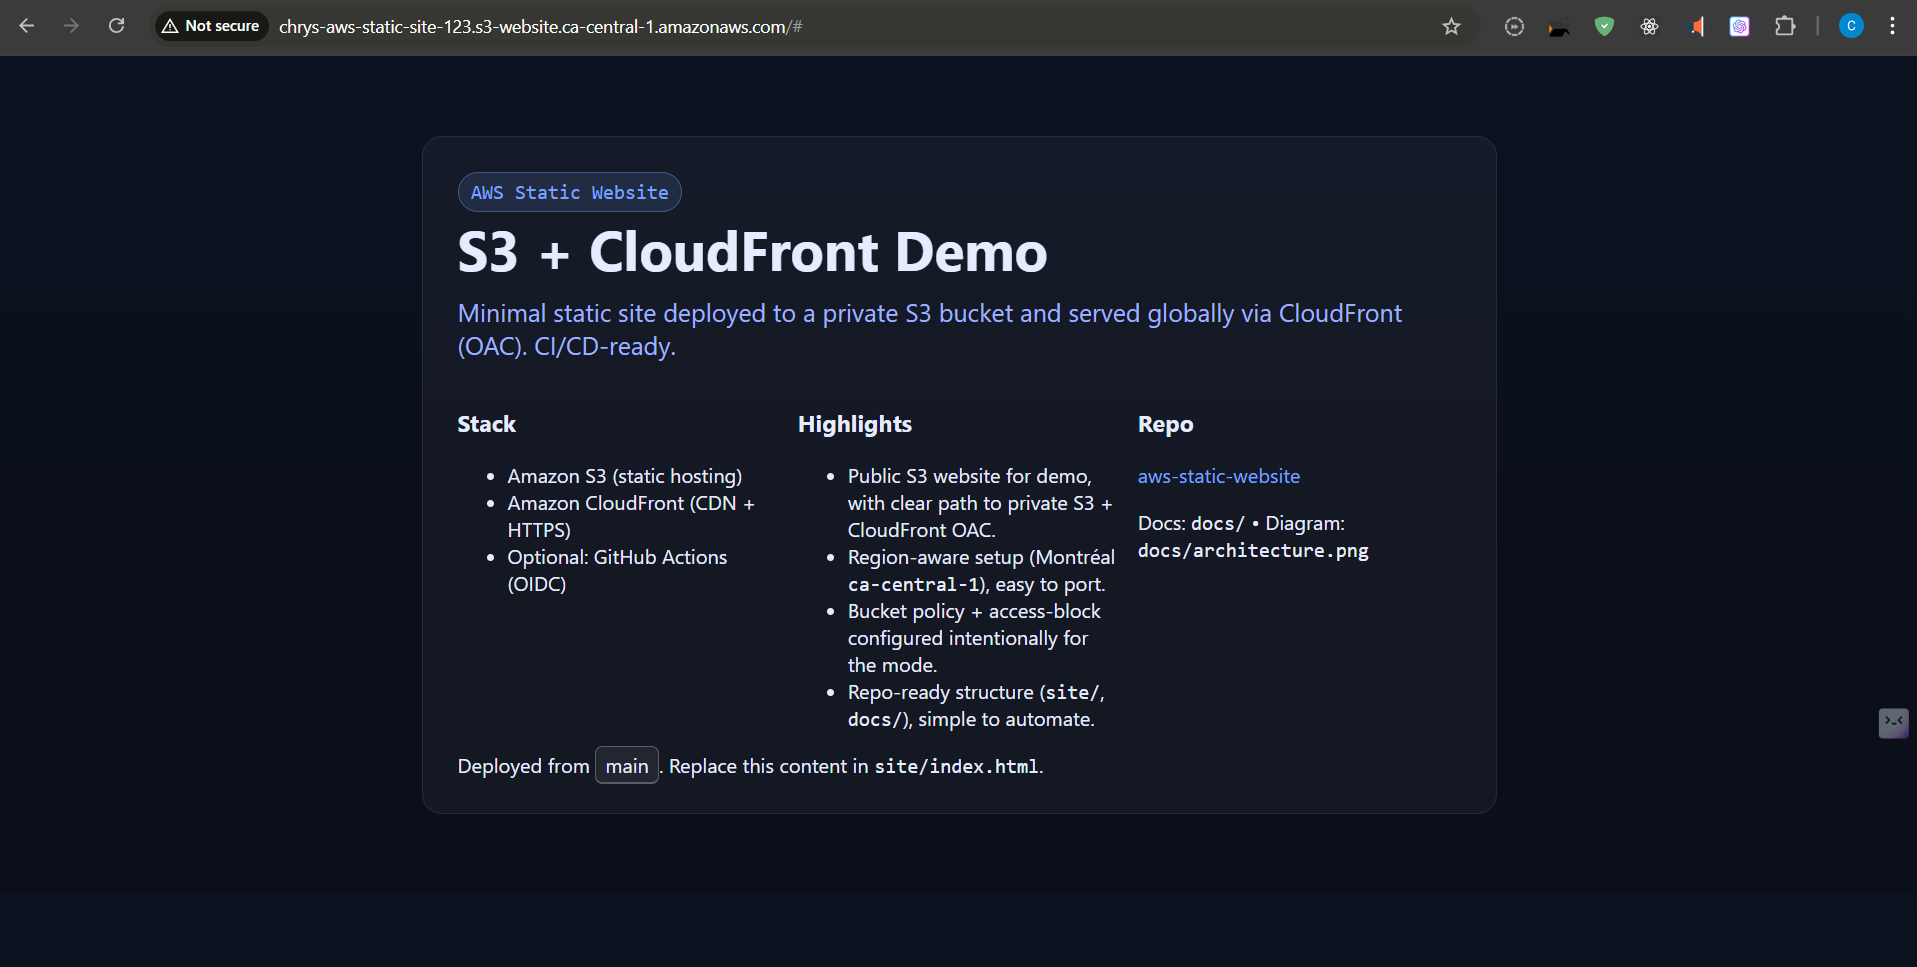 Not secure
chrys-aws-static-site-123.s3-website.ca-central-1.amazonaws.com/#
C
AWS Static Website
S3 + CloudFront Demo
Minimal static site deployed to a private S3 bucket and served globally via CloudFront
(OAC). CI/CD-ready.
Stack
Amazon S3 (static hosting)
Amazon CloudFront (CDN +
HTTPS)
Optional: GitHub Actions
(OIDC)
Highlights
Public S3 website for demo,
with clear path to private S3 +
CloudFront OAC.
Region-aware setup (Montréal
ca-central-1), easy to port.
Bucket policy + access-block
configured intentionally for
the mode.
Repo-ready structure (site/,
docs/), simple to automate.
Repo
aws-static-website
Docs: docs/ • Diagram:
docs/architecture.png
Deployed from main. Replace this content in site/index.html.